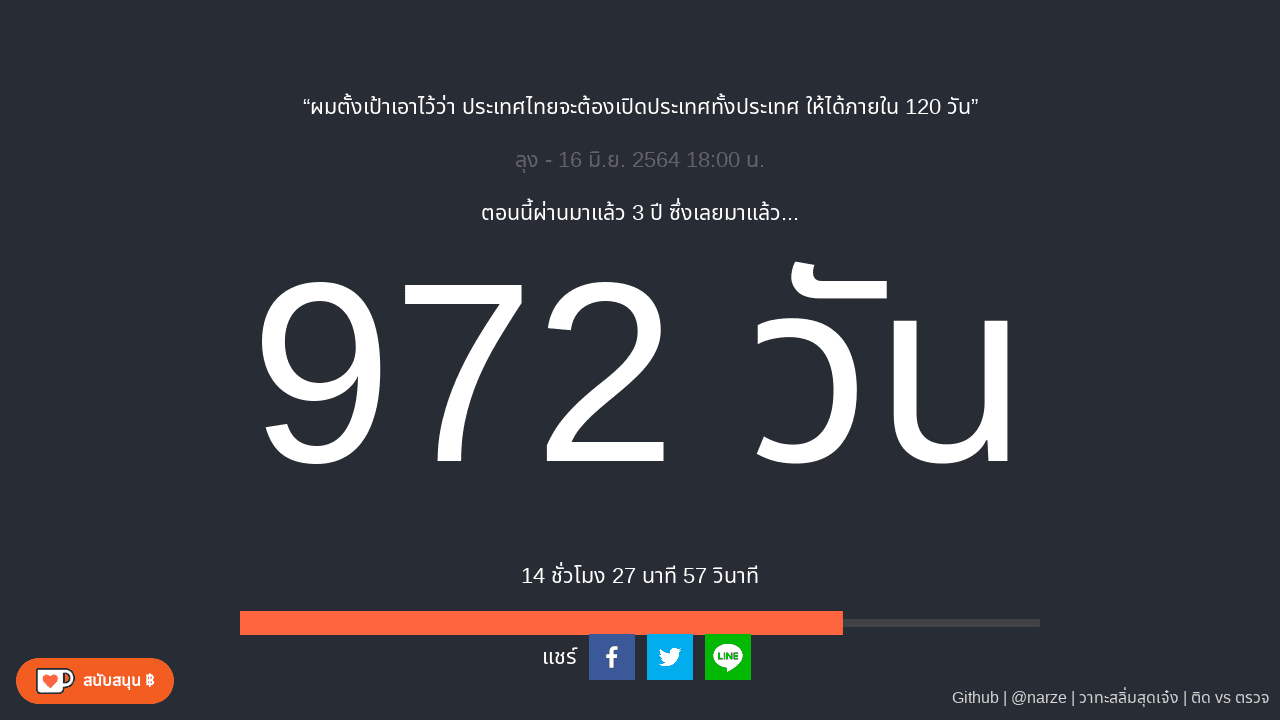 “ผมตั้งเป้าเอาไว้ว่า ประเทศไทยจะต้องเปิดประเทศทั้งประเทศ ให้ได้ภายใน 120 วัน”
ลุง - 16 มิ.ย. 2564 18:00 น.
ตอนนี้ผ่านมาแล้ว 3 ปี ซึ่งเลยมาแล้ว...
972 วัน
14 ชั่วโมง 27 นาที 57 วินาที
แชร์
LINE
สนับสนุน ฿
Github | @narze | วาทะสลิ่มสุดเจ๋ง | ติด vs ตรวจ